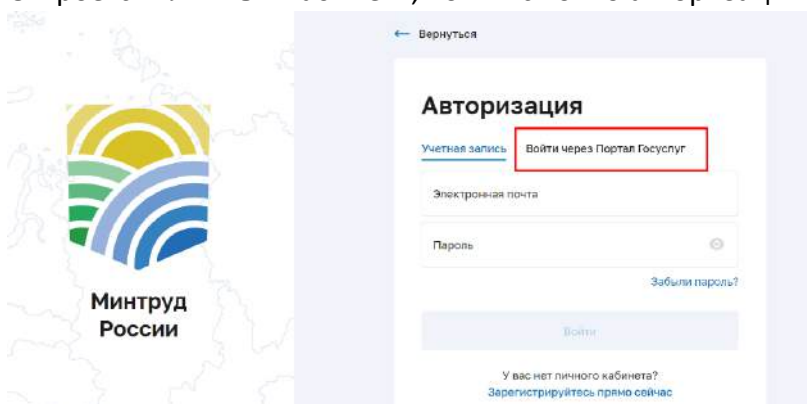 ← Вернуться
Авторизация
Учетная запись Войти через Портал Госуслуг
Электронная почта
Пароль
Забыли пароль?
Войти
У вас нет личного кабинета?
Зарегистрируйтесь прямо сейчас
Минтруд
России